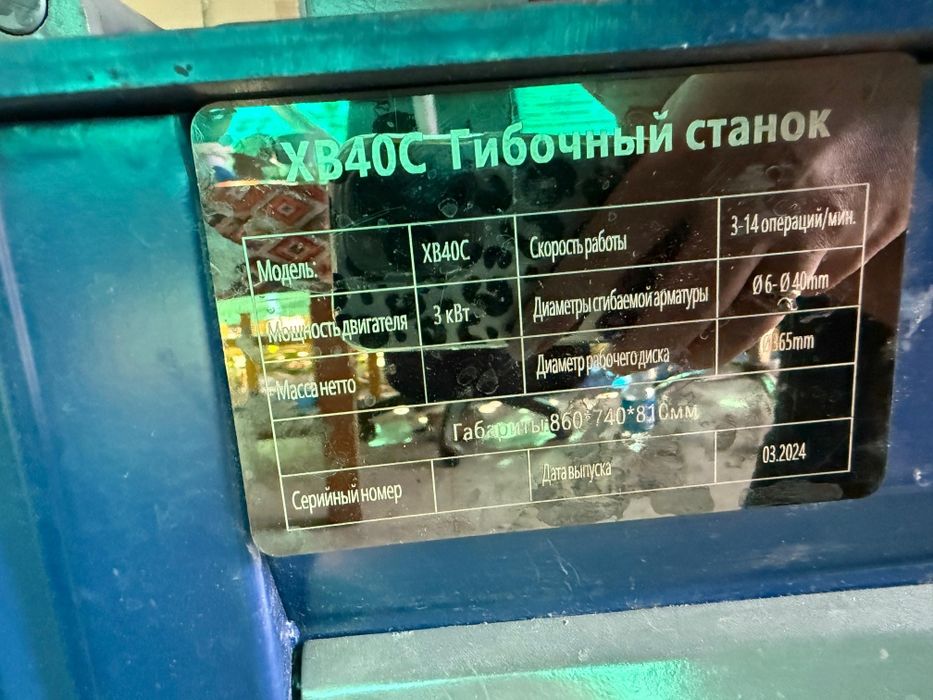 XB40C Гибочный станок
Модель: XB40C Скорость работы 3-14 операций/мин.
Мощность двигателя 3 кВт Диаметры сгибаемой арматуры Ø 6- Ø 40mm
Масса нетто Диаметр рабочего диска Ø365mm
Габариты 860*740*810мм
Серийный номер Дата выпуска 03.2024